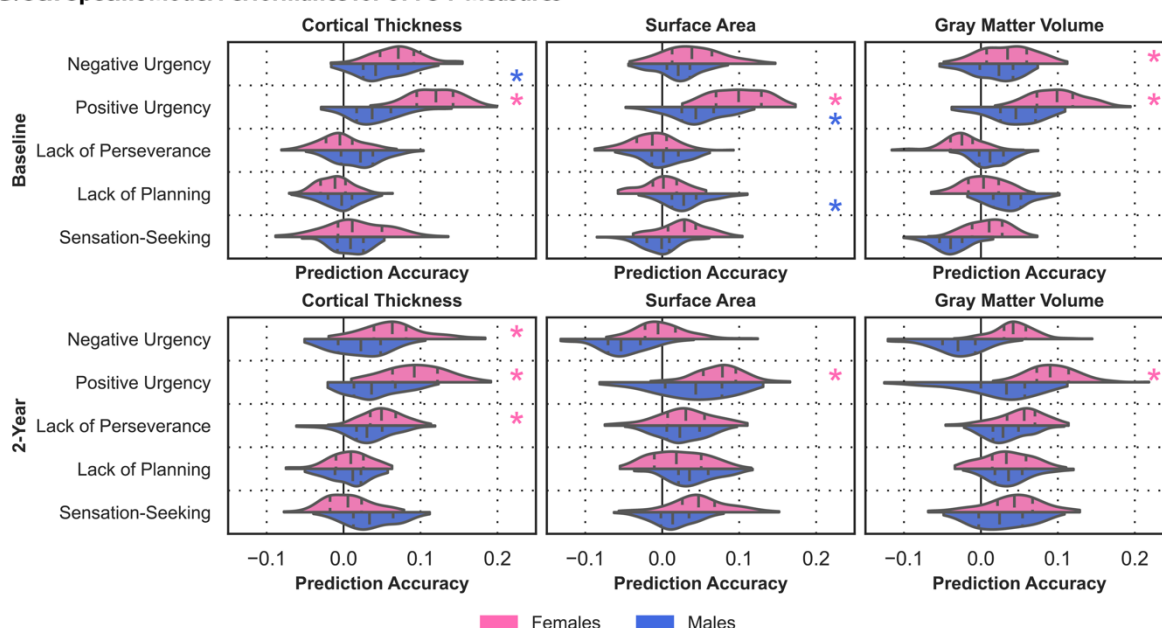 Cortical Thickness Surface Area Gray Matter Volume
Baseline
Negative Urgency
*
*
Positive Urgency
*
*
*
*
Lack of Perseverance
Lack of Planning
*
Sensation-Seeking
Prediction Accuracy Prediction Accuracy Prediction Accuracy
Cortical Thickness Surface Area Gray Matter Volume
2-Year
Negative Urgency
*
Positive Urgency
*
*
*
Lack of Perseverance
*
Lack of Planning
Sensation-Seeking
−0.1 0.0 0.1 0.2 −0.1 0.0 0.1 0.2 −0.1 0.0 0.1 0.2
Prediction Accuracy Prediction Accuracy Prediction Accuracy
Females Males